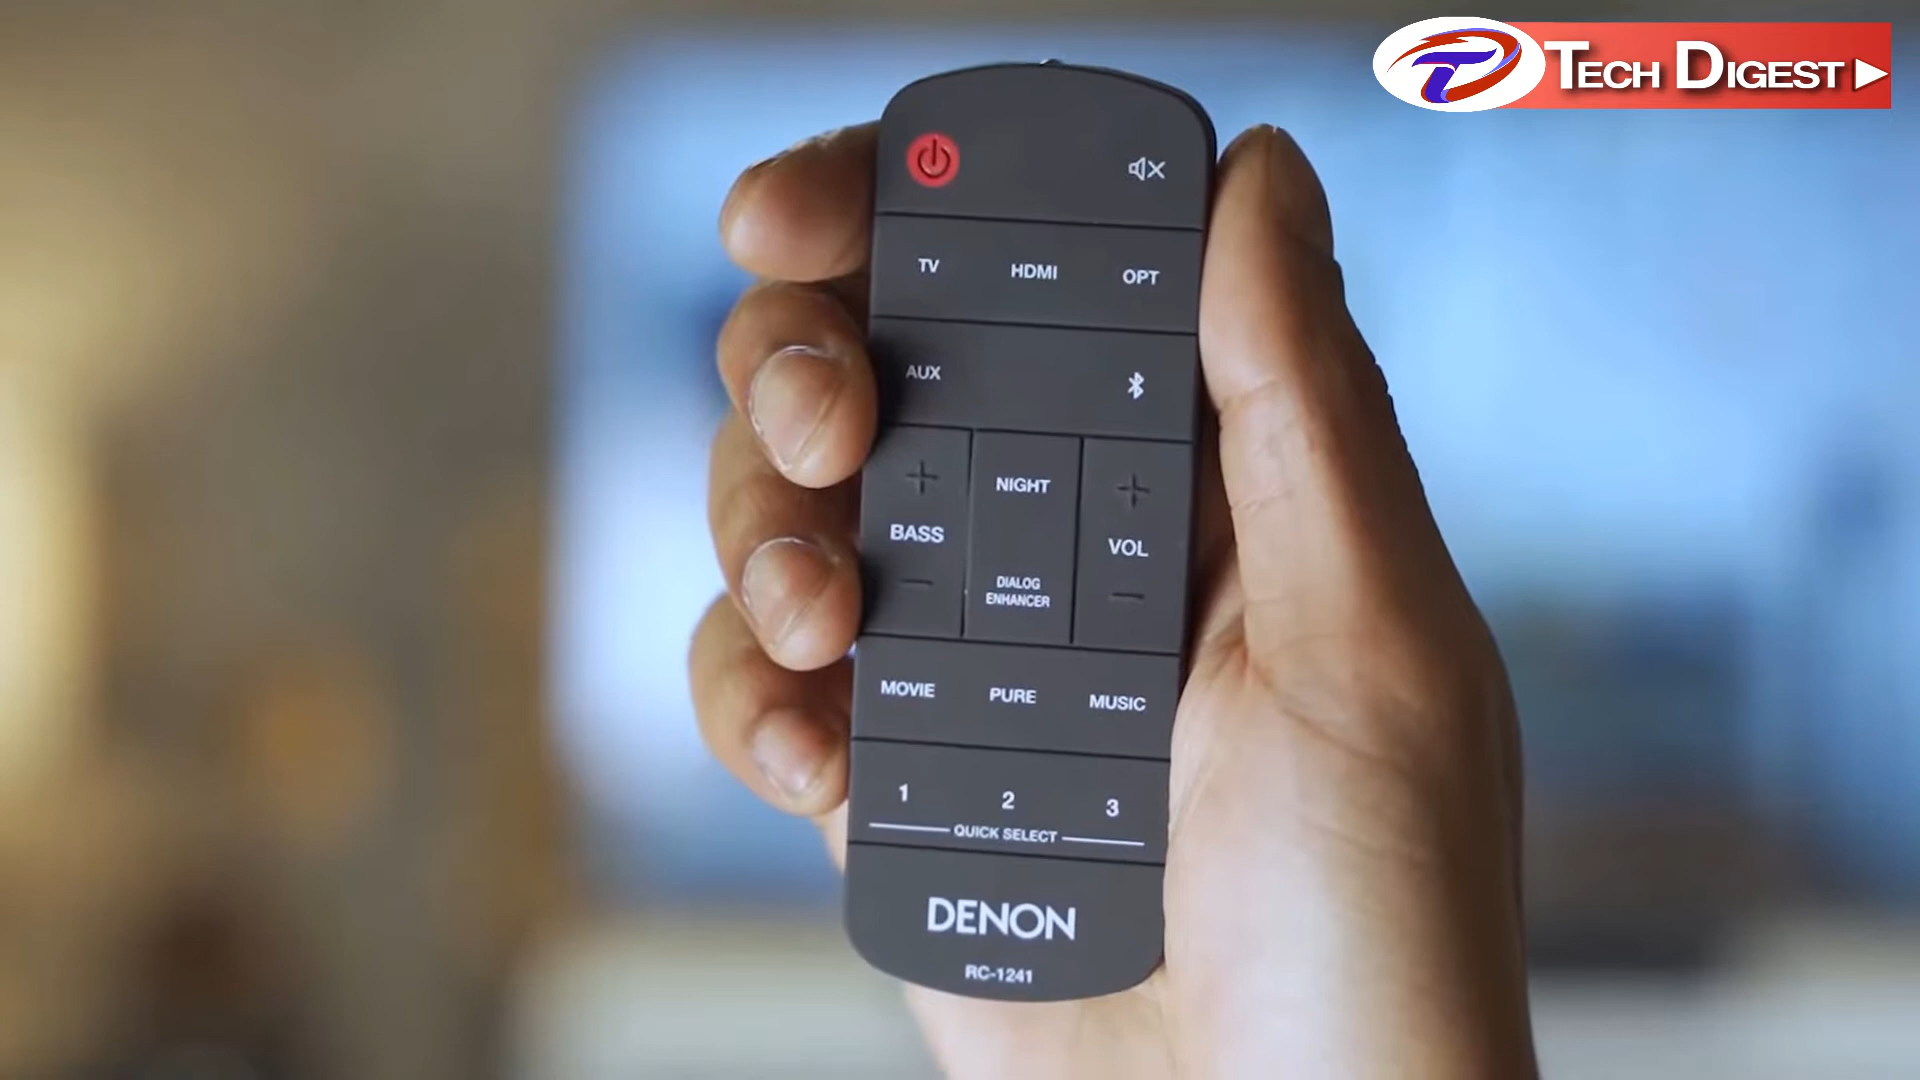 TECH DIGEST
TV HDMI OPT
AUX
+ NIGHT +
BASS VOL
- DIALOG ENHANCER -
MOVIE PURE MUSIC
1 2 3
QUICK SELECT
DENON
RC-1241